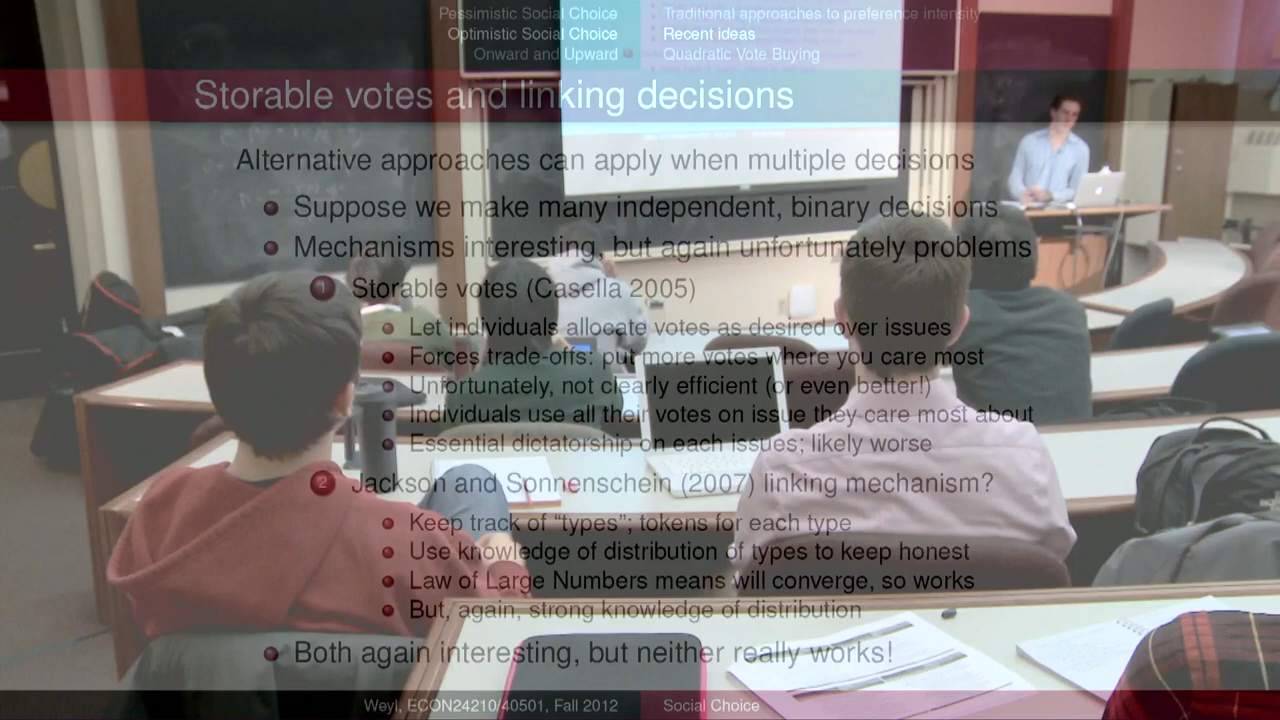 Pessimistic Social Choice
Optimistic Social Choice
Onward and Upward
Traditional approaches to preference intensity
Recent ideas
Quadratic Vote Buying
Storable votes and linking decisions
Alternative approaches can apply when multiple decisions
Suppose we make many independent, binary decisions
Mechanisms interesting, but again unfortunately problems
1 Storable votes (Casella 2005)
Let individuals allocate votes as desired over issues
Forces trade-offs: put more votes where you care most
Unfortunately, not clearly efficient (or even better!)
Individuals use all their votes on issue they care most about
Essential dictatorship on each issues; likely worse
2 Jackson and Sonnenschein (2007) linking mechanism?
Keep track of “types”; tokens for each type
Use knowledge of distribution of types to keep honest
Law of Large Numbers means will converge, so works
But, again, strong knowledge of distribution
Both again interesting, but neither really works!
Weyl, ECON24210/40501, Fall 2012
Social Choice